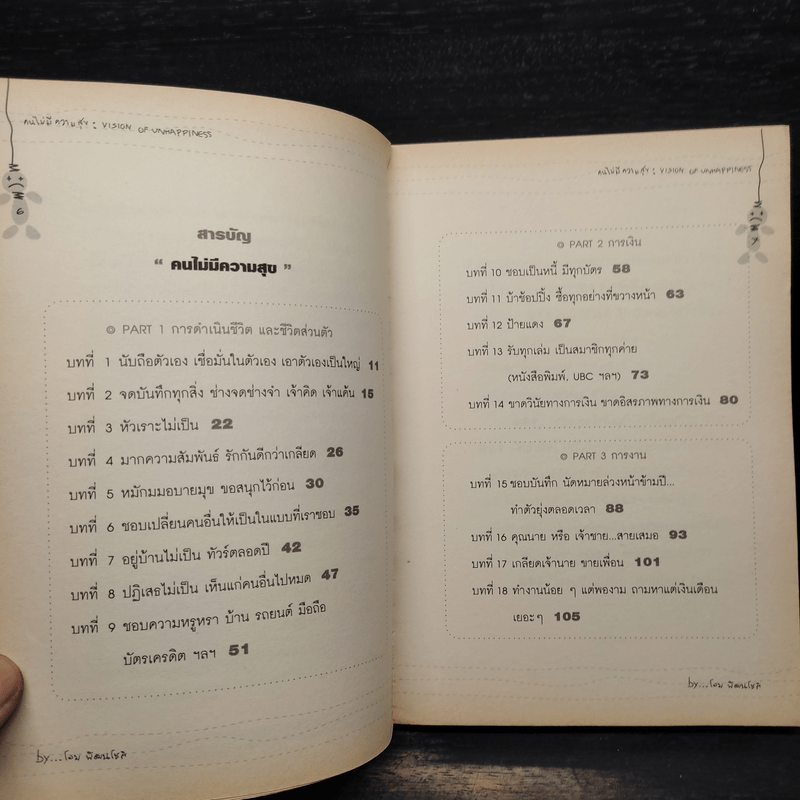 คนไม่มีความสุข : VISION OF UNHAPPINESS
6
สารบัญ
“ คนไม่มีความสุข ”
๏ PART 1 การดำเนินชีวิต และชีวิตส่วนตัว
บทที่ 1 นับถือตัวเอง เชื่อมั่นในตัวเอง เอาตัวเองเป็นใหญ่ 11
บทที่ 2 จดบันทึกทุกสิ่ง ช่างจดช่างจำ เจ้าคิด เจ้าแค้น 15
บทที่ 3 หัวเราะไม่เป็น 22
บทที่ 4 มากความสัมพันธ์ รักกันดีกว่าเกลียด 26
บทที่ 5 หมักมมอบายมุข ขอสนุกไว้ก่อน 30
บทที่ 6 ชอบเปลี่ยนคนอื่นให้เป็นในแบบที่เราชอบ 35
บทที่ 7 อยู่บ้านไม่เป็น ทัวร์ตลอดปี 42
บทที่ 8 ปฏิเสธไม่เป็น เห็นแก่คนอื่นไปหมด 47
บทที่ 9 ชอบความหรูหรา บ้าน รถยนต์ มือถือ
บัตรเครดิต ฯลฯ 51
by...โอม พัฒนโชติ
คนไม่มีความสุข : VISION OF UNHAPPINESS
7
๏ PART 2 การเงิน
บทที่ 10 ชอบเป็นหนี้ มีทุกบัตร 58
บทที่ 11 บ้าช้อปปิ้ง ซื้อทุกอย่างที่ขวางหน้า 63
บทที่ 12 ป้ายแดง 67
บทที่ 13 รับทุกเล่ม เป็นสมาชิกทุกค่าย
(หนังสือพิมพ์, UBC ฯลฯ) 73
บทที่ 14 ขาดวินัยทางการเงิน ขาดอิสรภาพทางการเงิน 80
๏ PART 3 การงาน
บทที่ 15 ชอบบันทึก นัดหมายล่วงหน้าข้ามปี...
ทำตัวยุ่งตลอดเวลา 88
บทที่ 16 คุณนาย หรือ เจ้าชาย...สายเสมอ 93
บทที่ 17 เกลียดเจ้านาย ขายเพื่อน 101
บทที่ 18 ทำงานน้อย ๆ แต่พองาม ถามหาแต่เงินเดือน
เยอะๆ 105
by...โอม พัฒนโชติ